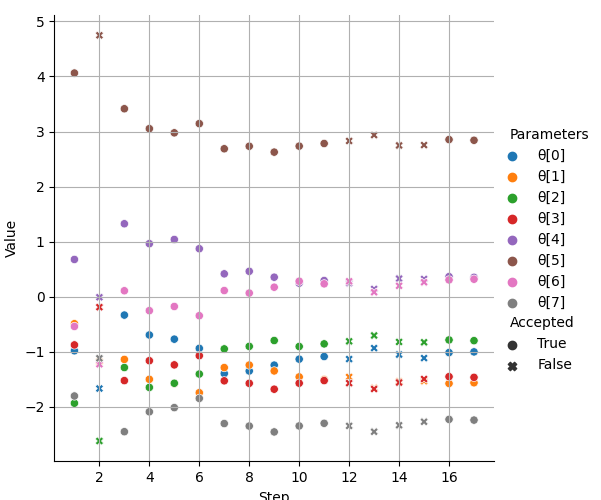 5
4
3
2
1
0
−1
−2
Value
2
4
6
8
10
12
14
16
Step
Parameters
θ[0]
θ[1]
θ[2]
θ[3]
θ[4]
θ[5]
θ[6]
θ[7]
Accepted
True
False